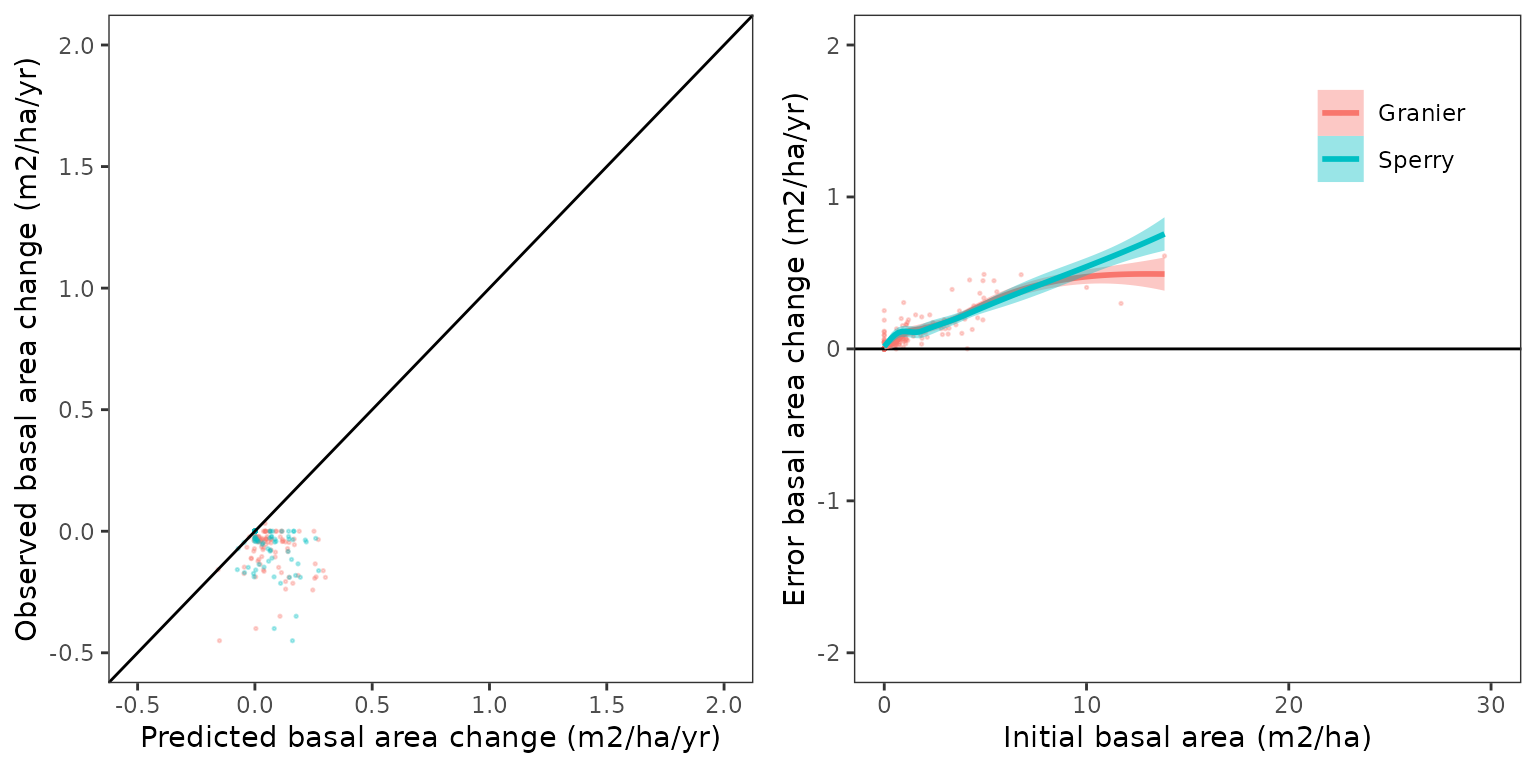 Observed basal area change (m2/ha/yr)
2.0
1.5
1.0
0.5
0.0
-0.5
-0.5 0.0 0.5 1.0 1.5 2.0
Predicted basal area change (m2/ha/yr)
Error basal area change (m2/ha/yr)
2
1
0
-1
-2
Granier
Sperry
0 10 20 30
Initial basal area (m2/ha)